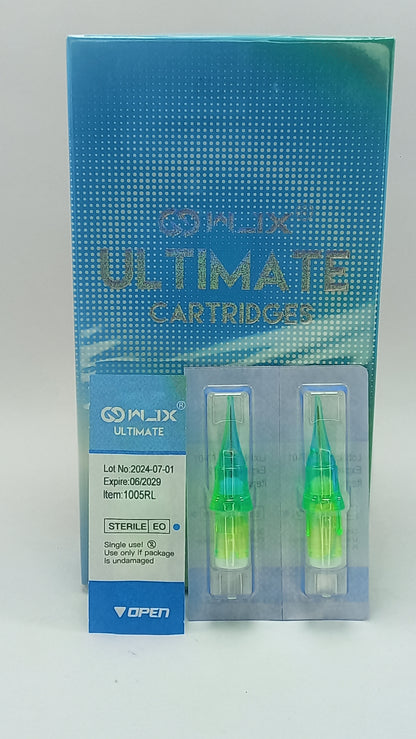 WJX®
ULTIMATE
CARTRIDGES
WJX®
ULTIMATE
Lot No:2024-07-01
Expire:06/2029
Item:1005RL
STERILE EO
Single use! ②
Use only if package
is undamaged
OPEN